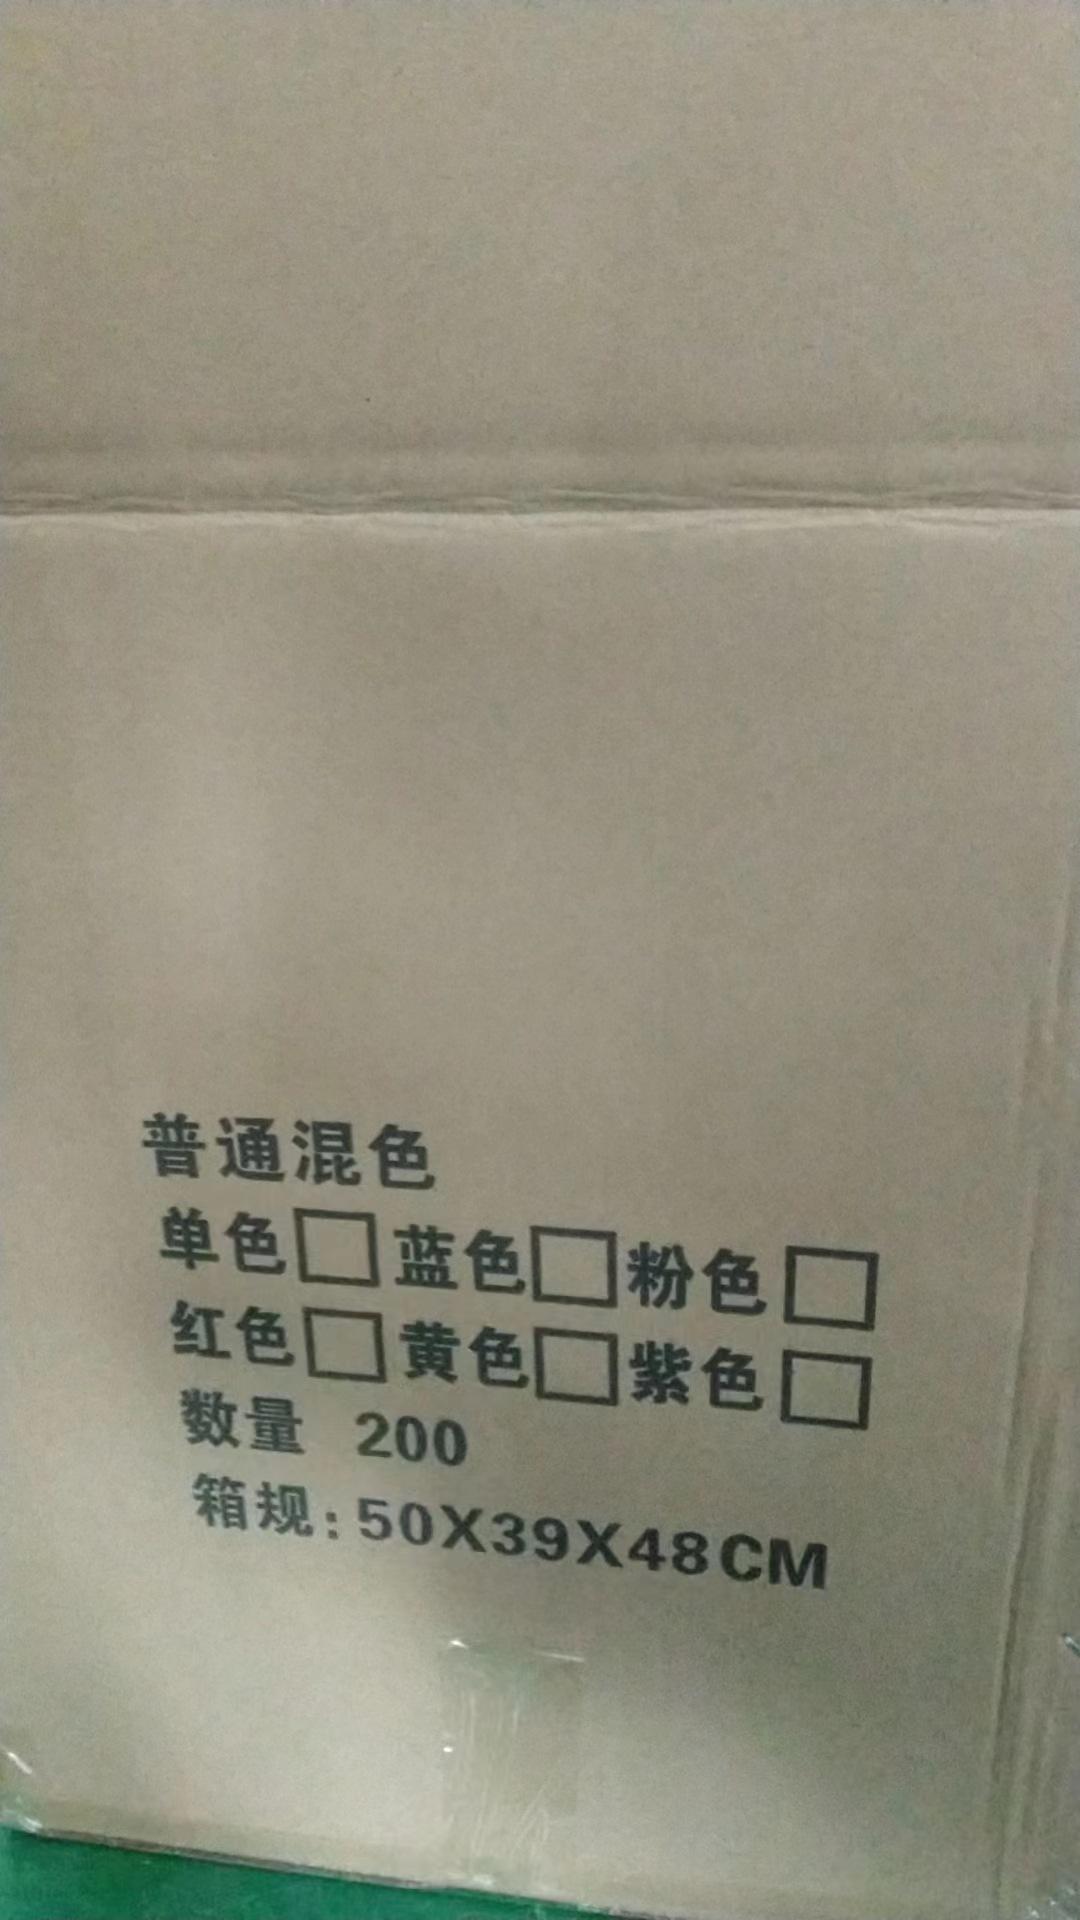 普通混色
单色□ 蓝色□ 粉色□
红色□ 黄色□ 紫色□
数量 200
箱规:50X39X48CM